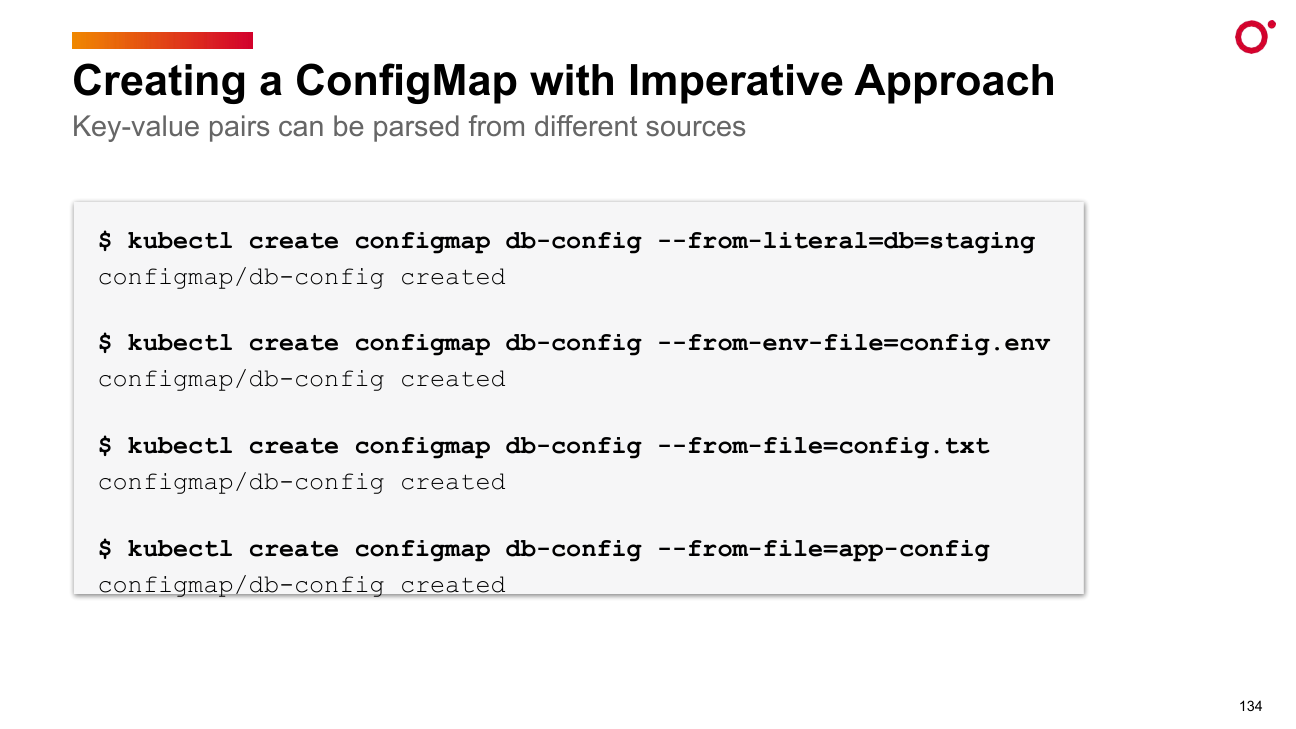 Creating a ConfigMap with Imperative Approach
Key-value pairs can be parsed from different sources
$ kubectl create configmap db-config --from-literal=db=staging
configmap/db-config created
$ kubectl create configmap db-config --from-env-file=config.env
configmap/db-config created
$ kubectl create configmap db-config --from-file=config.txt
configmap/db-config created
$ kubectl create configmap db-config --from-file=app-config
configmap/db-config created
134